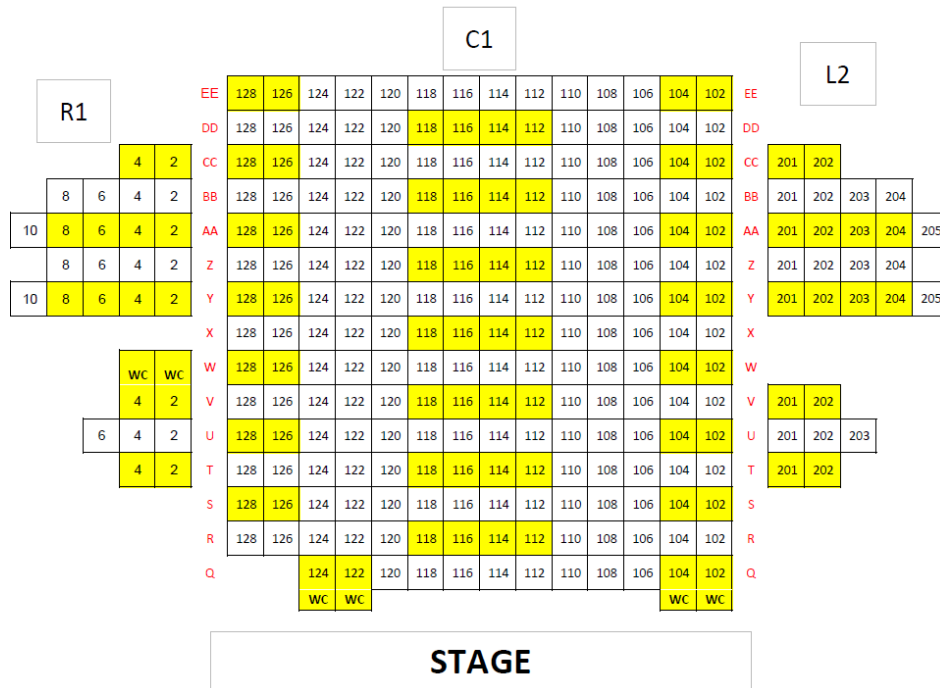 C1
L2
R1
EE 128 126 124 122 120 118 116 114 112 110 108 106 104 102 EE
DD 128 126 124 122 120 118 116 114 112 110 108 106 104 102 DD
4 2 CC 128 126 124 122 120 118 116 114 112 110 108 106 104 102 CC 201 202
8 6 4 2 BB 128 126 124 122 120 118 116 114 112 110 108 106 104 102 BB 201 202 203 204
10 8 6 4 2 AA 128 126 124 122 120 118 116 114 112 110 108 106 104 102 AA 201 202 203 204 205
8 6 4 2 Z 128 126 124 122 120 118 116 114 112 110 108 106 104 102 Z 201 202 203 204
10 8 6 4 2 Y 128 126 124 122 120 118 116 114 112 110 108 106 104 102 Y 201 202 203 204 205
X 128 126 124 122 120 118 116 114 112 110 108 106 104 102 X
WC WC W 128 126 124 122 120 118 116 114 112 110 108 106 104 102 W
4 2 V 128 126 124 122 120 118 116 114 112 110 108 106 104 102 V 201 202
6 4 2 U 128 126 124 122 120 118 116 114 112 110 108 106 104 102 U 201 202 203
4 2 T 128 126 124 122 120 118 116 114 112 110 108 106 104 102 T 201 202
S 128 126 124 122 120 118 116 114 112 110 108 106 104 102 S
R 128 126 124 122 120 118 116 114 112 110 108 106 104 102 R
Q 124 122 120 118 116 114 112 110 108 106 104 102 Q
WC WC WC WC
STAGE